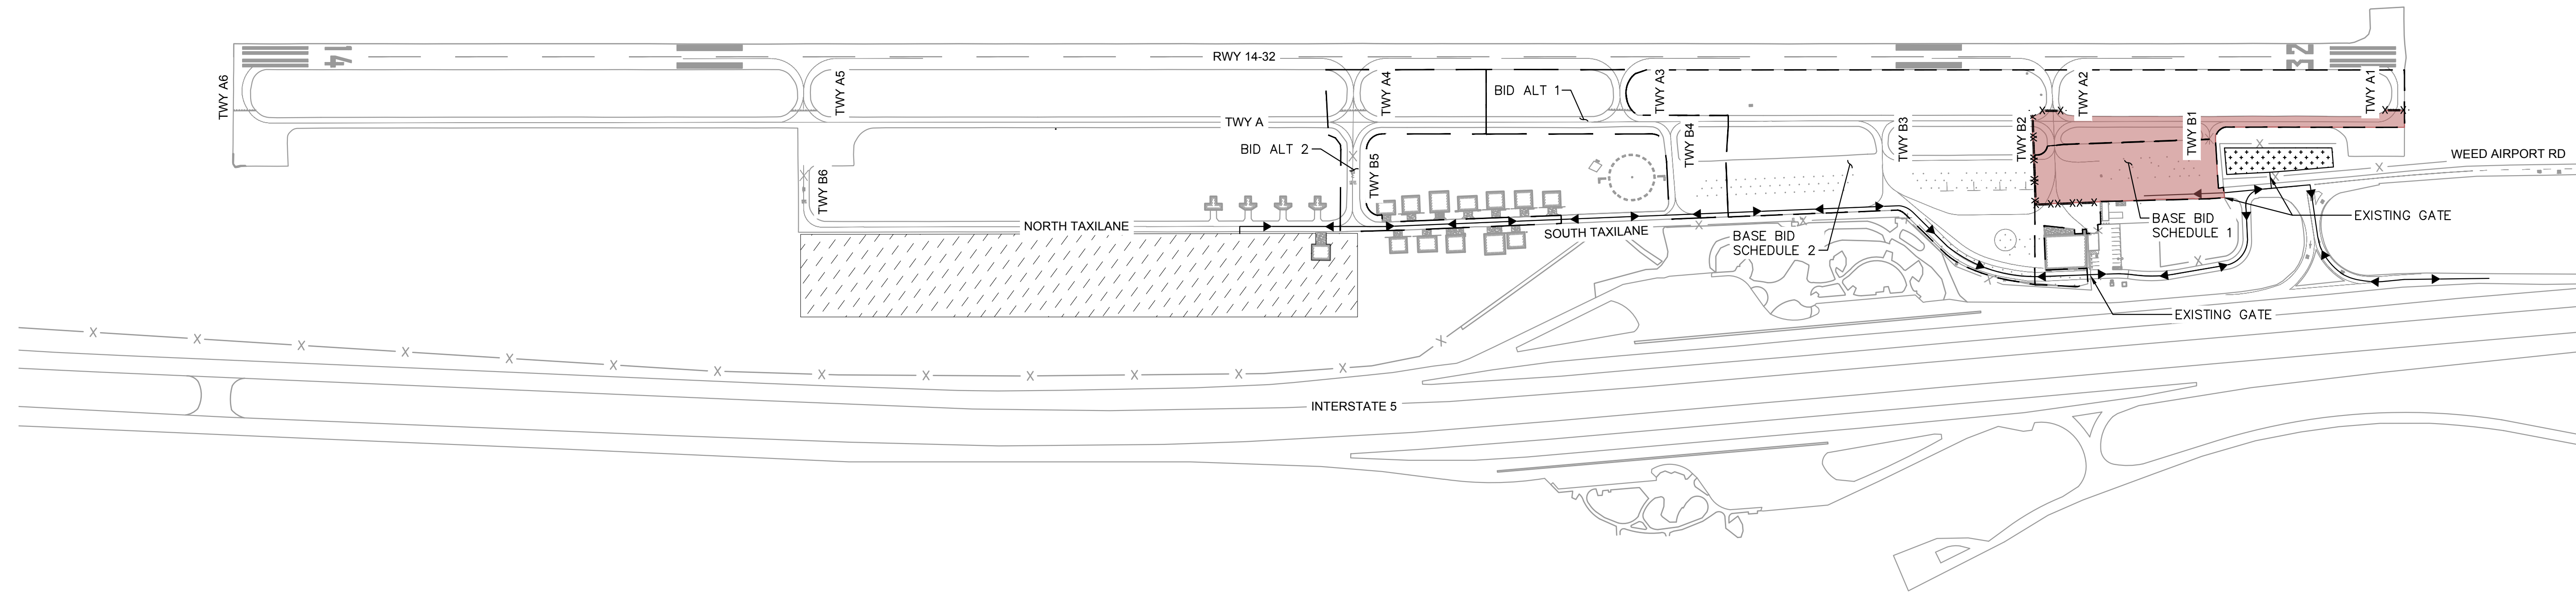 RWY 14-32
14
32
TWY A6
TWY A5
TWY A4
TWY A3
TWY A2
TWY A1
BID ALT 1
TWY A
BID ALT 2
TWY B6
TWY B5
TWY B4
TWY B3
TWY B2
TWY B1
WEED AIRPORT RD
NORTH TAXILANE
SOUTH TAXILANE
BASE BID
SCHEDULE 2
BASE BID
SCHEDULE 1
EXISTING GATE
EXISTING GATE
INTERSTATE 5